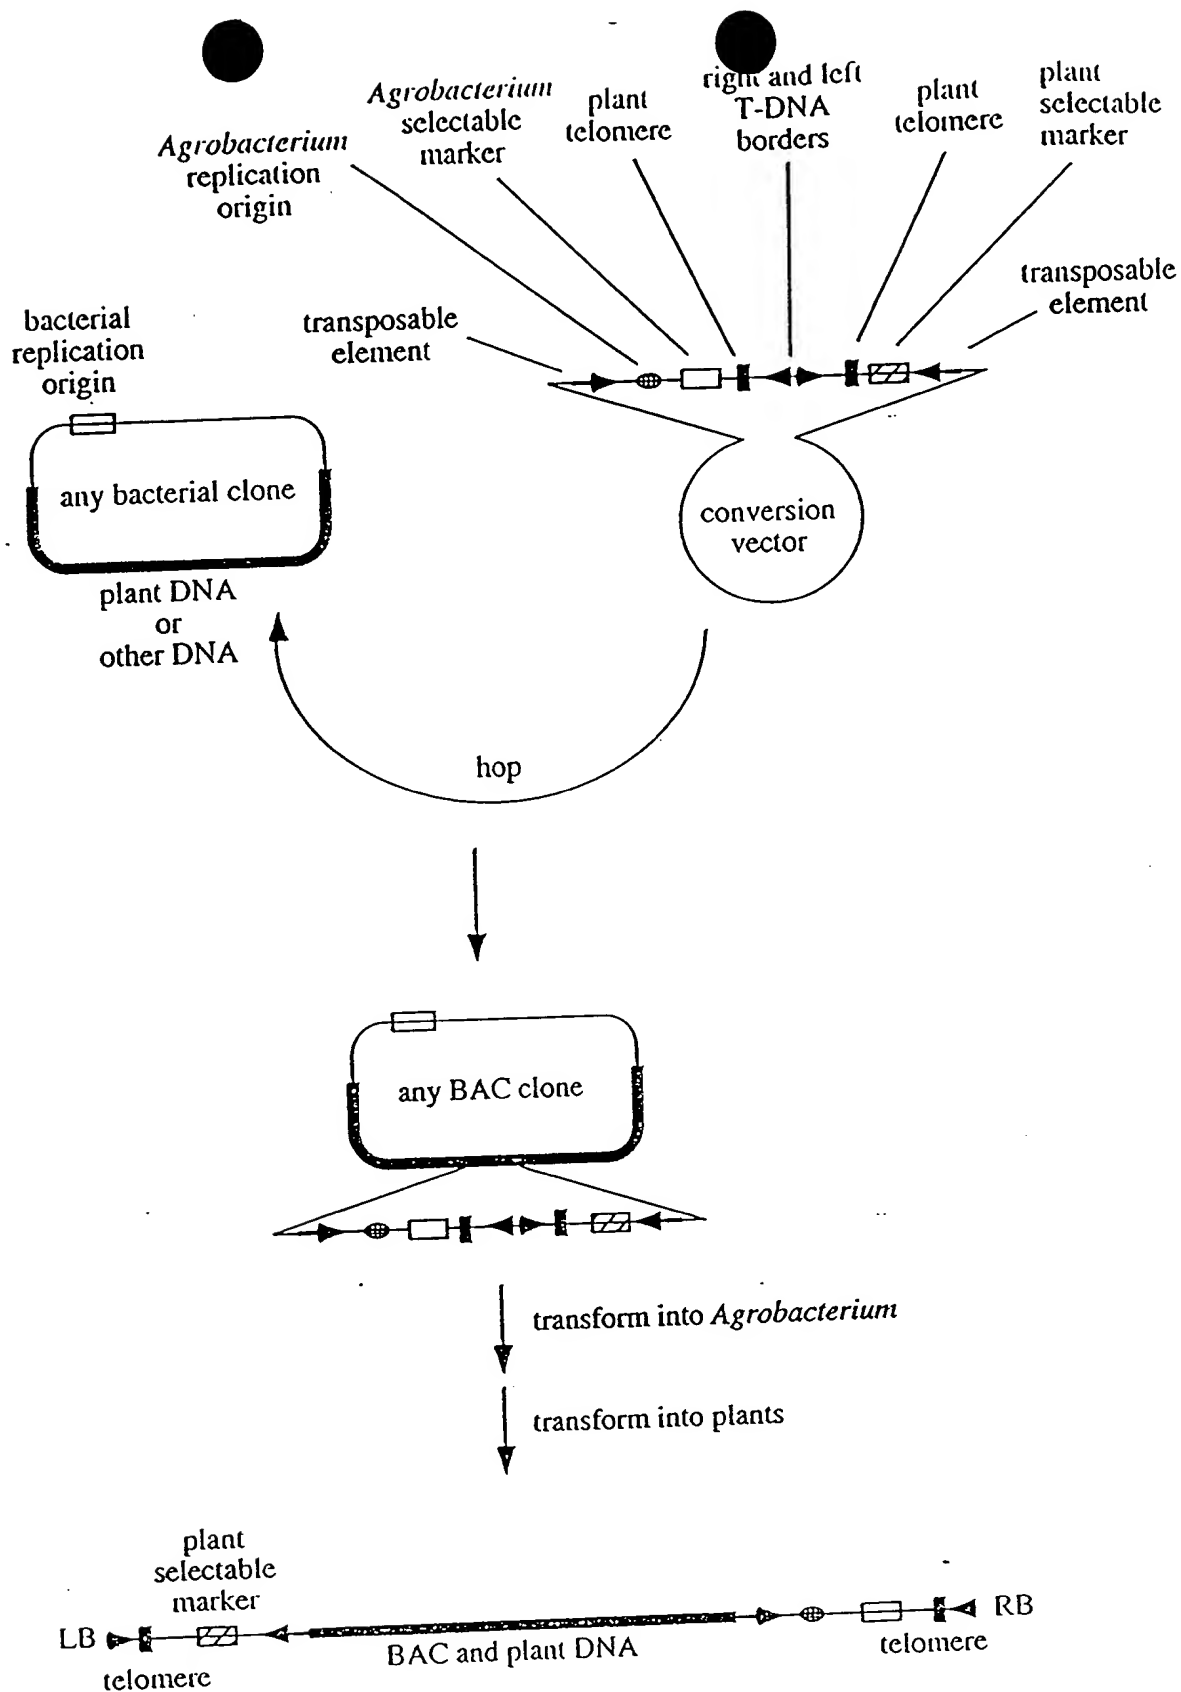 Agrobacterium
replication
origin
Agrobacterium
selectable
marker
plant
telomere
right and left
T-DNA
borders
plant
telomere
plant
selectable
marker
transposable
element
bacterial
replication
origin
transposable
element
any bacterial clone
conversion
vector
plant DNA
or
other DNA
hop
any BAC clone
transform into Agrobacterium
transform into plants
plant
selectable
marker
LB
RB
BAC and plant DNA
telomere
telomere